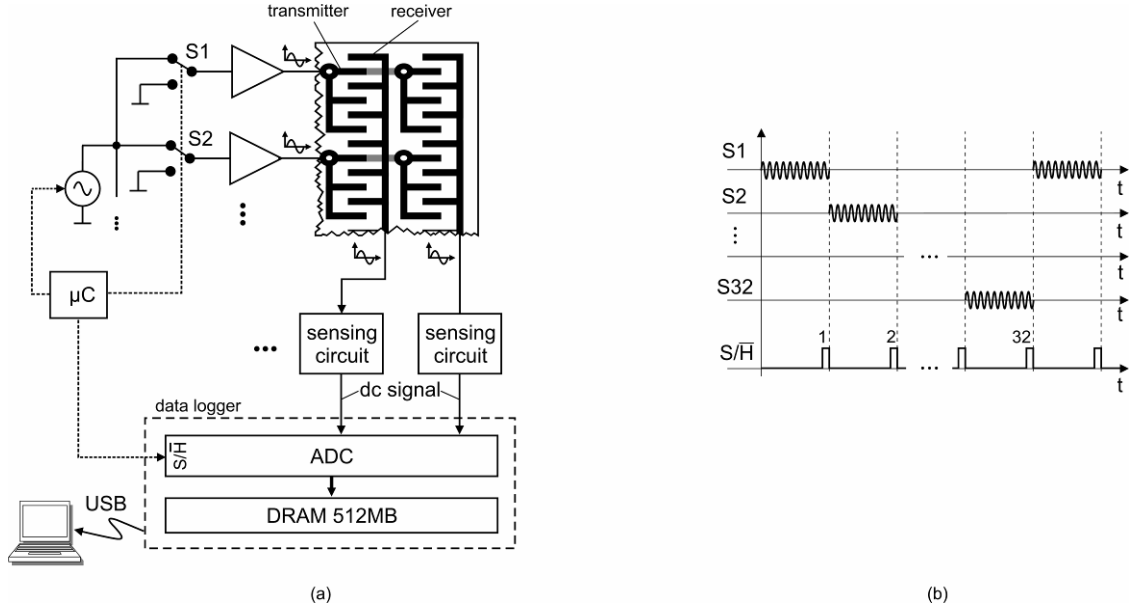 transmitter
receiver
S1
S2
µC
sensing
circuit
sensing
circuit
dc signal
data logger
S/H̅
ADC
DRAM 512MB
USB
(a)
S1
t
S2
t
t
S32
t
1
2
32
S/H̅
t
(b)